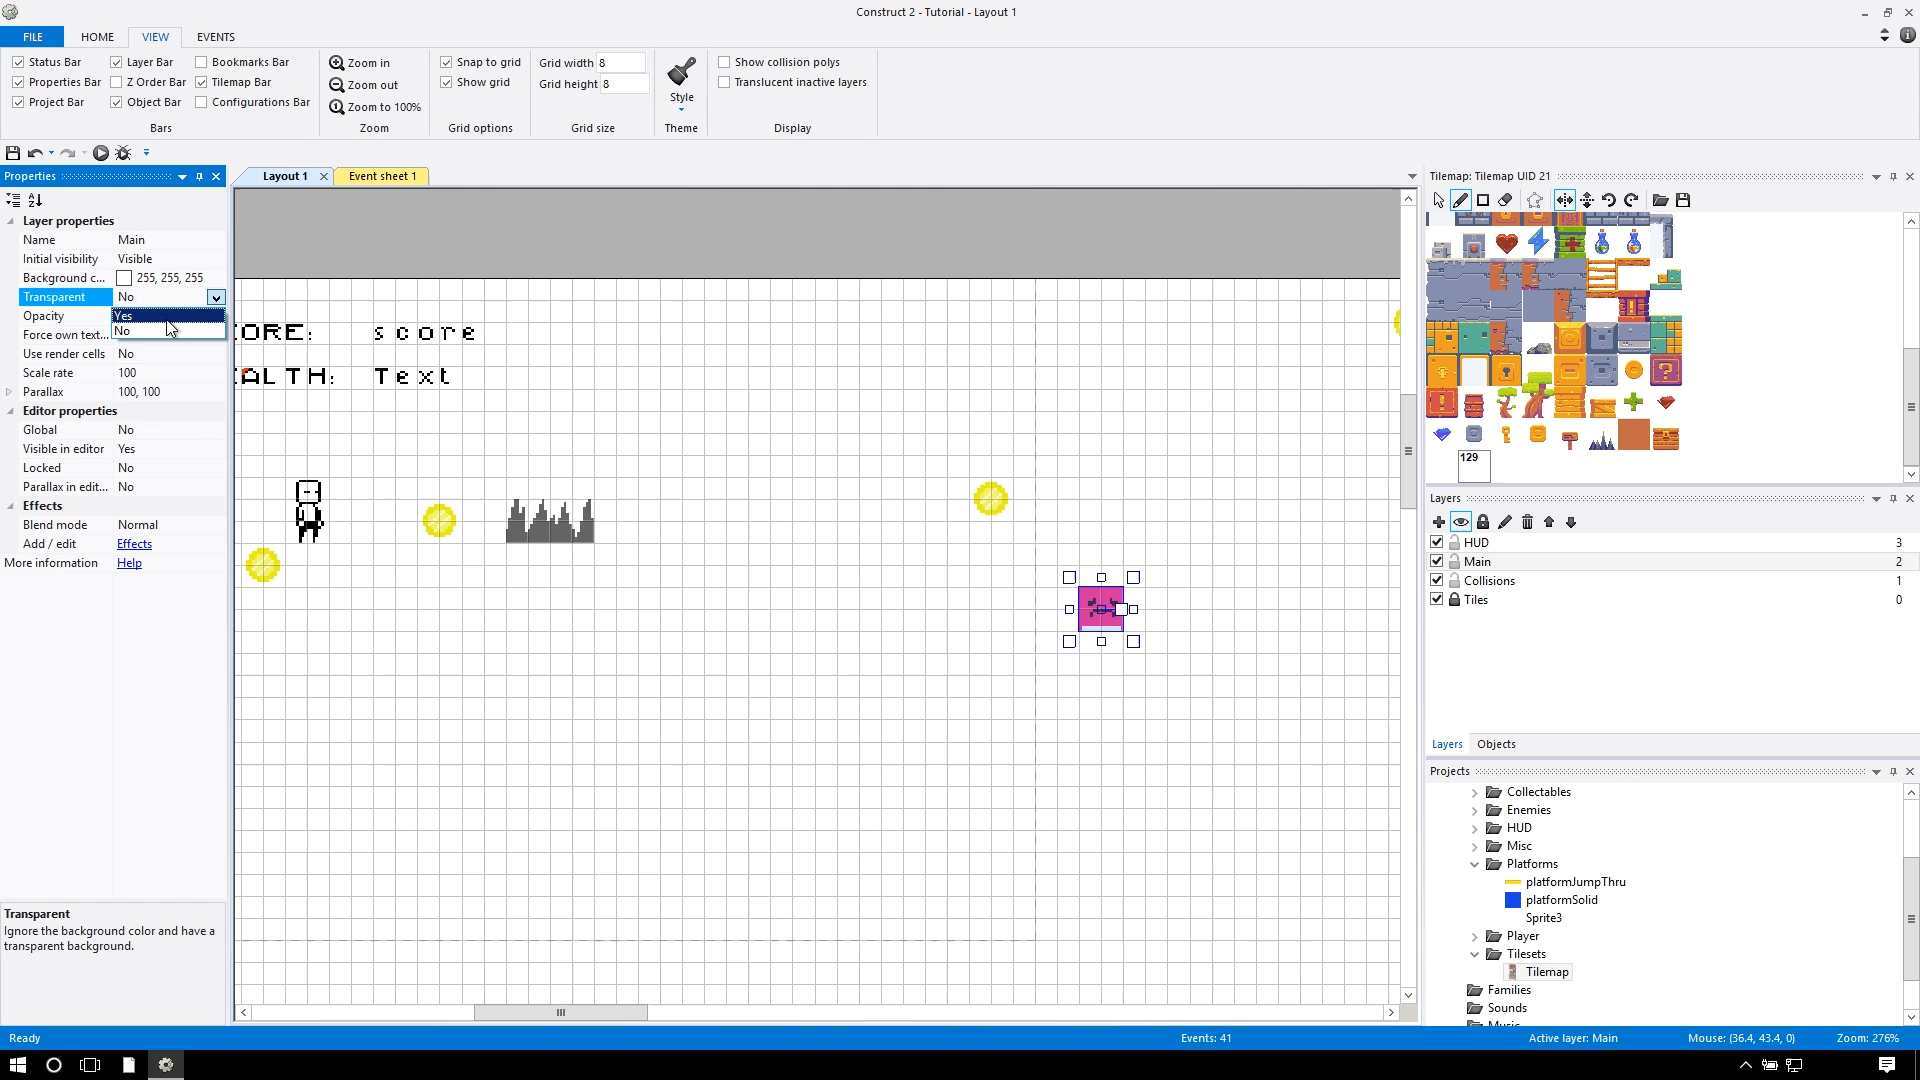 Construct 2 - Tutorial - Layout 1
FILE HOME VIEW EVENTS
Status Bar Layer Bar Bookmarks Bar Zoom in Snap to grid Grid width 8 Show collision polys
Properties Bar Z Order Bar Tilemap Bar Zoom out Show grid Grid height 8 Style Translucent inactive layers
Project Bar Object Bar Configurations Bar Zoom to 100%
Bars Zoom Grid options Grid size Theme Display
Properties
Layer properties
Name Main
Initial visibility Visible
Background c... 255, 255, 255
Transparent No
Opacity Yes
Force own text... No
Use render cells No
Scale rate 100
Parallax 100, 100
Editor properties
Global No
Visible in editor Yes
Locked No
Parallax in edit... No
Effects
Blend mode Normal
Add / edit Effects
More information Help
Transparent
Ignore the background color and have a
transparent background.
Layout 1 Event sheet 1
ORE: score
ALTH: Text
Tilemap: Tilemap UID 21
129
Layers
HUD 3
Main 2
Collisions 1
Tiles 0
Layers Objects
Projects
Collectables
Enemies
HUD
Misc
Platforms
platformJumpThru
platformSolid
Sprite3
Player
Tilesets
Tilemap
Families
Sounds
Music
Ready Events: 41 Active layer: Main Mouse: (36.4, 43.4, 0) Zoom: 276%